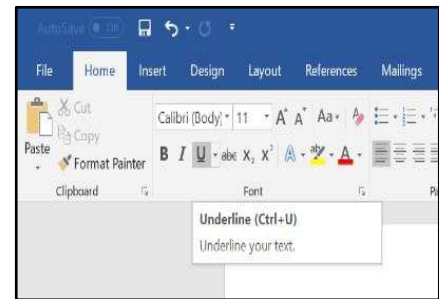 AutoSave Off
File Home Insert Design Layout References Mailings
Cut
Calibri (Body) 11 A A Aa
Copy
Paste
Format Painter
B I U abc X₂ X² A ab A
Clipboard Font
Underline (Ctrl+U)
Underline your text.